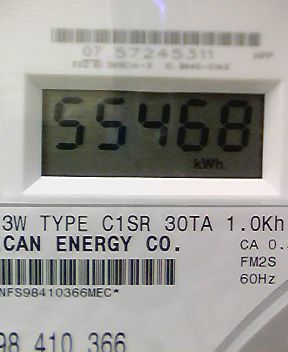 07 57245311
55468
kWh
3W TYPE C1SR 30TA 1.0Kh
CAN ENERGY CO.
CA 0.
FM2S
60Hz
NFS98410366MEC*
98 410 366